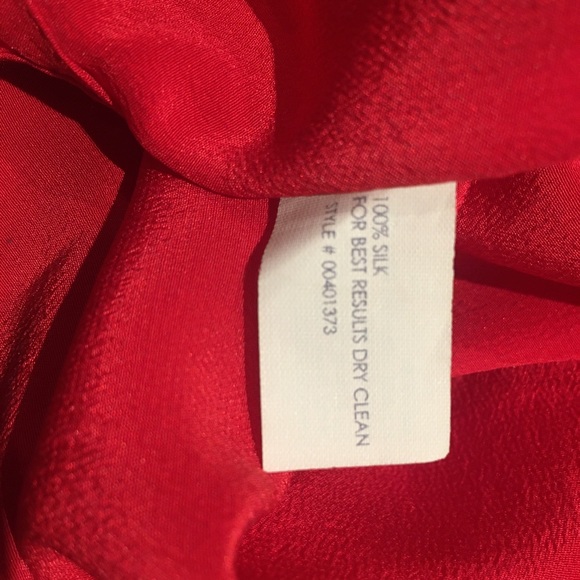 100% SILK
FOR BEST RESULTS DRY CLEAN
STYLE # 00401373